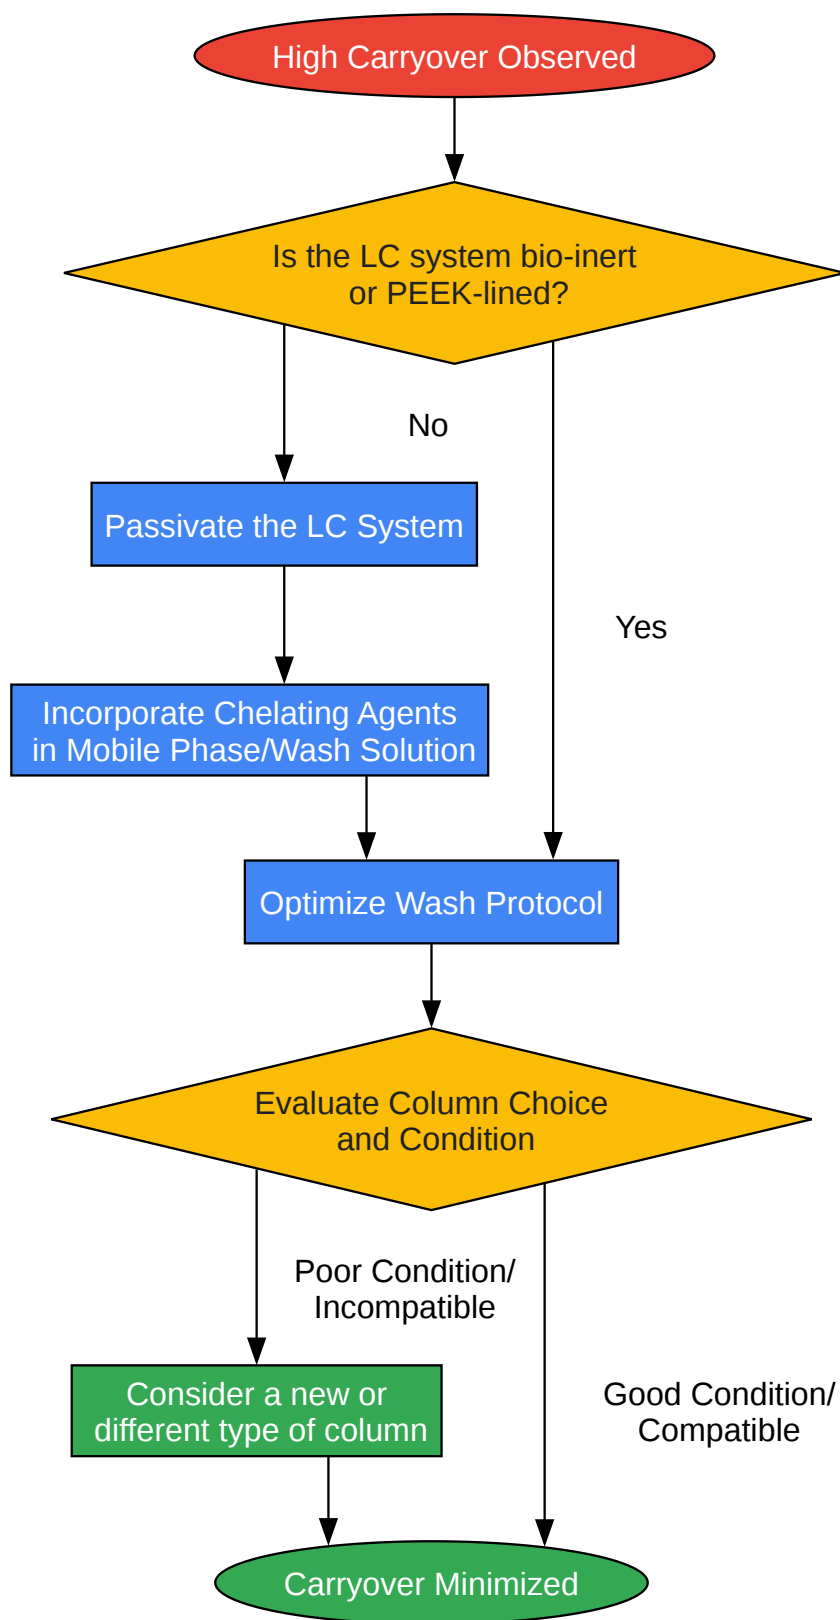 High Carryover Observed
Is the LC system bio-inert
or PEEK-lined?
No
Passivate the LC System
Yes
Incorporate Chelating Agents
in Mobile Phase/Wash Solution
Optimize Wash Protocol
Evaluate Column Choice
and Condition
Poor Condition/
Incompatible
Consider a new or
different type of column
Good Condition/
Compatible
Carryover Minimized